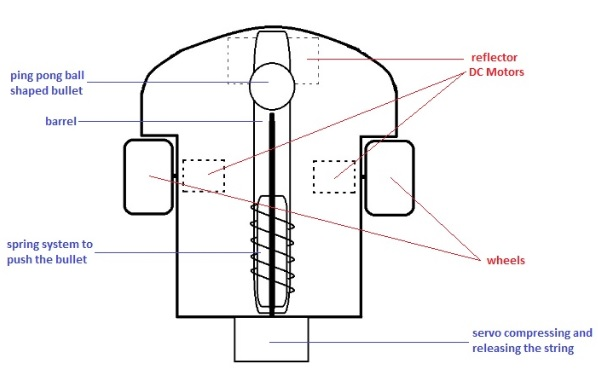 reflector
DC Motors
ping pong ball
shaped bullet
barrel
spring system to
push the bullet
wheels
servo compressing and
releasing the string